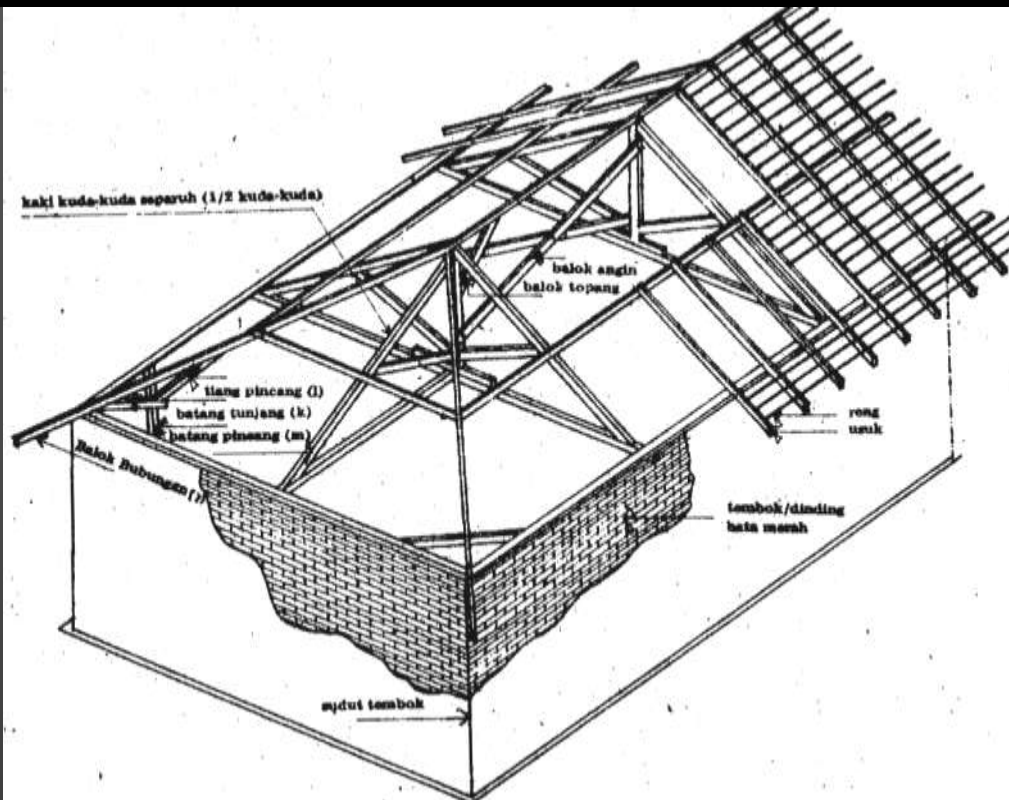 kaki kuda-kuda separuh (1/2 kuda-kuda)
balok angin
balok topang
tiang pincang (l)
batang tunjang (k)
batang pincang (m)
Balok Bubungan (j)
reng
usuk
tembok/dinding
bata merah
sudut tembok